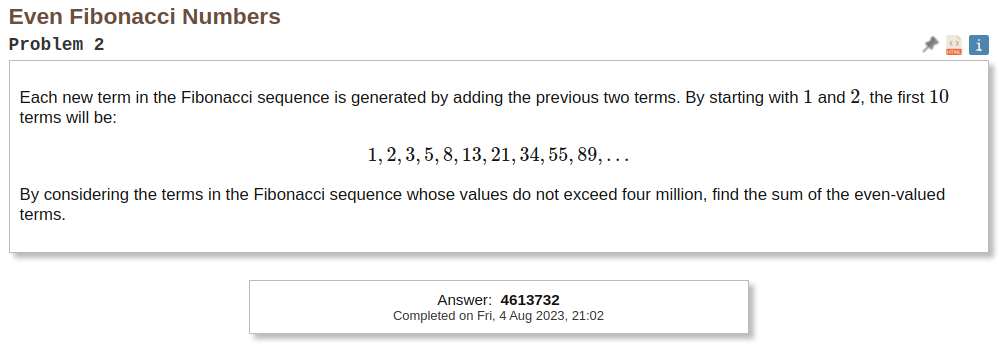 Even Fibonacci Numbers
Problem 2
HTML
i
Each new term in the Fibonacci sequence is generated by adding the previous two terms. By starting with 1 and 2, the first 10
terms will be:
1, 2, 3, 5, 8, 13, 21, 34, 55, 89, . . .
By considering the terms in the Fibonacci sequence whose values do not exceed four million, find the sum of the even-valued
terms.
Answer: 4613732
Completed on Fri, 4 Aug 2023, 21:02